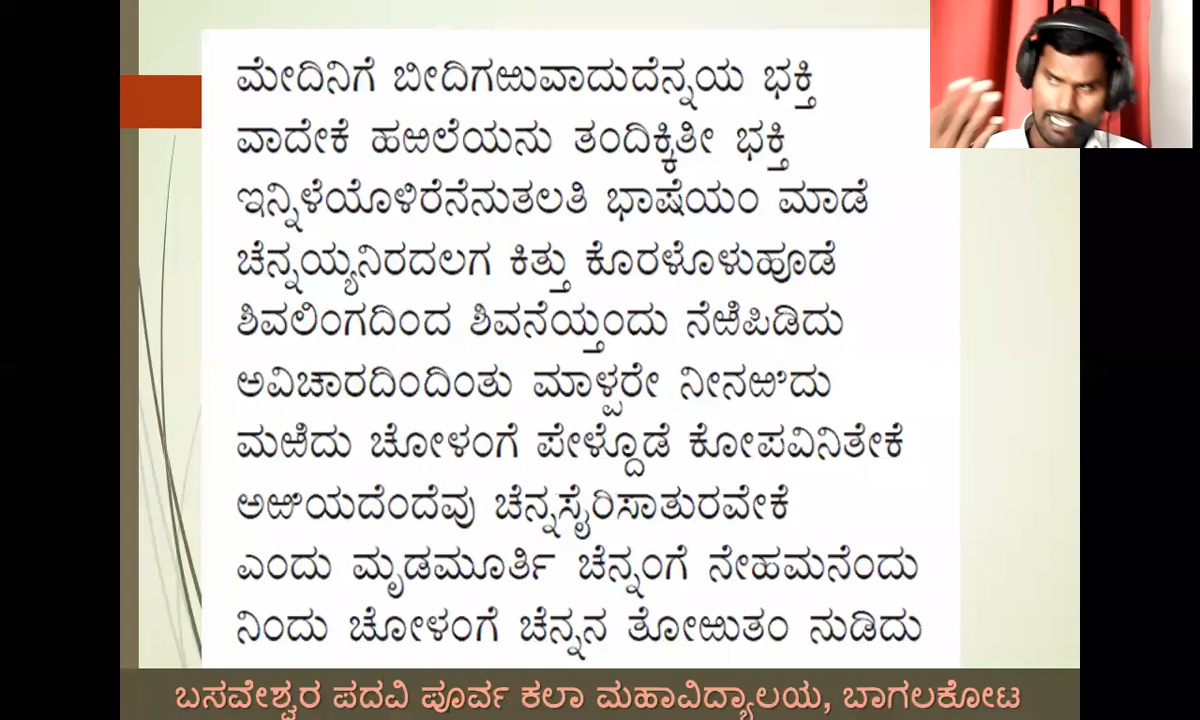 ಮೇದಿನಿಗೆ ಬೀದಿಗಱುವಾದುದೆನ್ನಯ ಭಕ್ತಿ
ವಾದೇಕೆ ಹಱಲೆಯನು ತಂದಿಕ್ಕಿತೀ ಭಕ್ತಿ
ಇನ್ನಿಳೆಯೊಳಿರೆನೆನುತಲತಿ ಭಾಷೆಯಂ ಮಾಡೆ
ಚೆನ್ನಯ್ಯನಿರದಲಗ ಕಿತ್ತು ಕೊರಳೊಳುಹೂಡೆ
ಶಿವಲಿಂಗದಿಂದ ಶಿವನೆಯ್ತಂದು ನೆಱೆಪಿಡಿದು
ಅವಿಚಾರದಿಂದಿಂತು ಮಾಳ್ಪರೇ ನೀನಱಿದು
ಮಱೆದು ಚೋಳಂಗೆ ಪೇಳ್ದೊಡೆ ಕೋಪವಿನಿತೇಕೆ
ಅಱಿಯದೆಂದೆವು ಚೆನ್ನಸೈರಿಸಾತುರವೇಕೆ
ಎಂದು ಮೃಡಮೂರ್ತಿ ಚೆನ್ನಂಗೆ ನೇಹಮನೆಂದು
ನಿಂದು ಚೋಳಂಗೆ ಚೆನ್ನನ ತೋಱುತಂ ನುಡಿದು
ಬಸವೇಶ್ವರ ಪದವಿ ಪೂರ್ವ ಕಲಾ ಮಹಾವಿದ್ಯಾಲಯ, ಬಾಗಲಕೋಟ